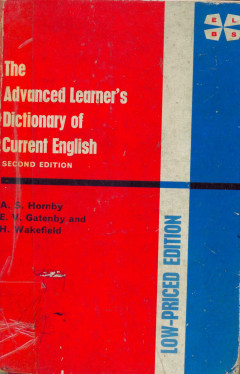 E L
B S
The
Advanced Learner's
Dictionary of
Current English
SECOND EDITION
A. S. Hornby
E. V. Gatenby and
H. Wakefield
LOW-PRICED EDITION